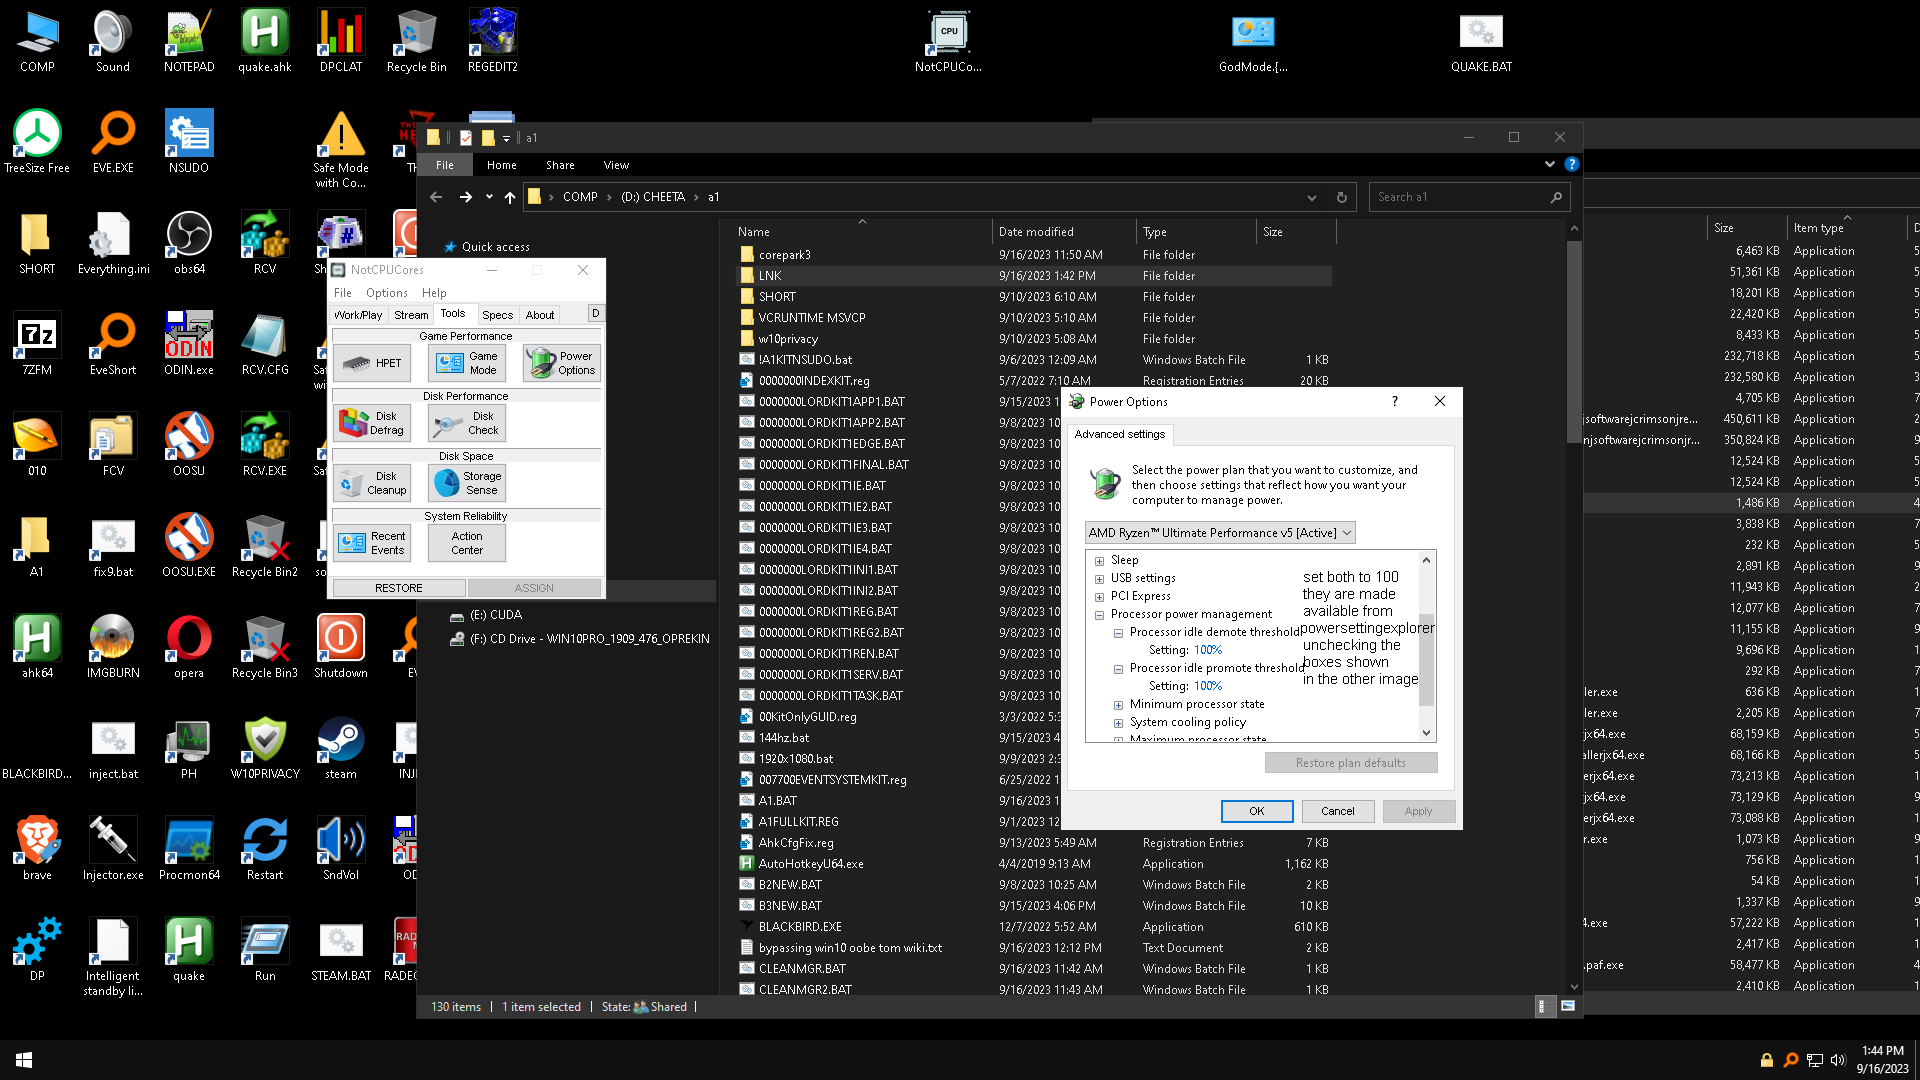 COMP
Sound
NOTEPAD
quake.ahk
DPCLAT
Recycle Bin
REGEDIT2
NotCPUCo...
GodMode.{...
QUAKE.BAT
TreeSize Free
EVE.EXE
NSUDO
Safe Mode
with Co...
SHORT
Everything.ini
obs64
RCV
7ZFM
EveShort
ODIN.exe
RCV.CFG
010
FCV
OOSU
RCV.EXE
A1
fix9.bat
OOSU.EXE
Recycle Bin2
ahk64
IMGBURN
opera
Recycle Bin3
Shutdown
BLACKBIRD...
inject.bat
PH
W10PRIVACY
steam
brave
Injector.exe
Procmon64
Restart
SndVol
DP
Intelligent
standby li...
quake
Run
STEAM.BAT
a1
File Home Share View
COMP › (D:) CHEETA › a1
Search a1
Quick access
(E:) CUDA
(F:) CD Drive - WIN10PRO_1909_476_OPREKIN
Name Date modified Type Size
corepark3 9/16/2023 11:50 AM File folder
LNK 9/16/2023 1:42 PM File folder
SHORT 9/10/2023 6:10 AM File folder
VCRUNTIME MSVCP 9/10/2023 5:10 AM File folder
w10privacy 9/10/2023 5:08 AM File folder
!A1KITNSUDO.bat 9/6/2023 12:09 AM Windows Batch File 1 KB
0000000INDEXKIT.reg 5/7/2022 7:10 AM Registration Entries 20 KB
0000000LORDKIT1APP1.BAT 9/15/2023 1
0000000LORDKIT1APP2.BAT 9/8/2023 10
0000000LORDKIT1EDGE.BAT 9/8/2023 10
0000000LORDKIT1FINAL.BAT 9/8/2023 10
0000000LORDKIT1IE.BAT 9/8/2023 10
0000000LORDKIT1IE2.BAT 9/8/2023 10
0000000LORDKIT1IE3.BAT 9/8/2023 10
0000000LORDKIT1IE4.BAT 9/8/2023 10
0000000LORDKIT1INI1.BAT 9/8/2023 10
0000000LORDKIT1INI2.BAT 9/8/2023 10
0000000LORDKIT1REG.BAT 9/8/2023 10
0000000LORDKIT1REG2.BAT 9/8/2023 10
0000000LORDKIT1REN.BAT 9/8/2023 10
0000000LORDKIT1SERV.BAT 9/8/2023 10
0000000LORDKIT1TASK.BAT 9/8/2023 10
00KitOnlyGUID.reg 3/3/2022 5:3
144hz.bat 9/15/2023 4
1920x1080.bat 9/9/2023 2:3
007700EVENTSYSTEMKIT.reg 6/25/2022
A1.BAT 9/16/2023 1
A1FULLKIT.REG 9/1/2023 12
AhkCfgFix.reg 9/13/2023 5:49 AM Registration Entries 7 KB
AutoHotkeyU64.exe 4/4/2019 9:13 AM Application 1,162 KB
B2NEW.BAT 9/8/2023 10:25 AM Windows Batch File 2 KB
B3NEW.BAT 9/15/2023 4:06 PM Windows Batch File 10 KB
BLACKBIRD.EXE 12/7/2022 5:52 AM Application 610 KB
bypassing win10 oobe tom wiki.txt 9/16/2023 12:12 PM Text Document 2 KB
CLEANMGR.BAT 9/16/2023 11:42 AM Windows Batch File 1 KB
CLEANMGR2.BAT 9/16/2023 11:43 AM Windows Batch File 1 KB
130 items 1 item selected State: Shared
NotCPUCores
File Options Help
Work/Play Stream Tools Specs About D
Game Performance
HPET
Game
Mode
Power
Options
Disk Performance
Disk
Defrag
Disk
Check
Disk Space
Disk
Cleanup
Storage
Sense
System Reliability
Recent
Events
Action
Center
RESTORE ASSIGN
Power Options
Advanced settings
Select the power plan that you want to customize, and
then choose settings that reflect how you want your
computer to manage power.
AMD Ryzen™ Ultimate Performance v5 [Active]
Sleep
USB settings
PCI Express
Processor power management
Processor idle demote threshold
Setting: 100%
Processor idle promote threshold
Setting: 100%
Minimum processor state
System cooling policy
Maximum processor state
set both to 100
they are made
available from
powersettingexplorer
unchecking the
boxes shown
in the other image
Restore plan defaults
OK Cancel Apply
Size Item type
6,463 KB Application
51,361 KB Application
18,201 KB Application
22,420 KB Application
8,433 KB Application
232,718 KB Application
232,580 KB Application
4,705 KB Application
softwarejcrimsonjre... 450,611 KB Application
njsoftwarejcrimsonjr... 350,824 KB Application
12,524 KB Application
12,524 KB Application
1,486 KB Application
3,838 KB Application
232 KB Application
2,891 KB Application
11,943 KB Application
12,077 KB Application
11,155 KB Application
9,696 KB Application
292 KB Application
ler.exe 636 KB Application
ler.exe 2,205 KB Application
jx64.exe 68,159 KB Application
allerjx64.exe 68,166 KB Application
erjx64.exe 73,213 KB Application
jx64.exe 73,129 KB Application
erjx64.exe 73,088 KB Application
r.exe 1,073 KB Application
756 KB Application
54 KB Application
1,337 KB Application
4.exe 57,222 KB Application
2,417 KB Application
.paf.exe 58,477 KB Application
2,410 KB Application
1:44 PM
9/16/2023